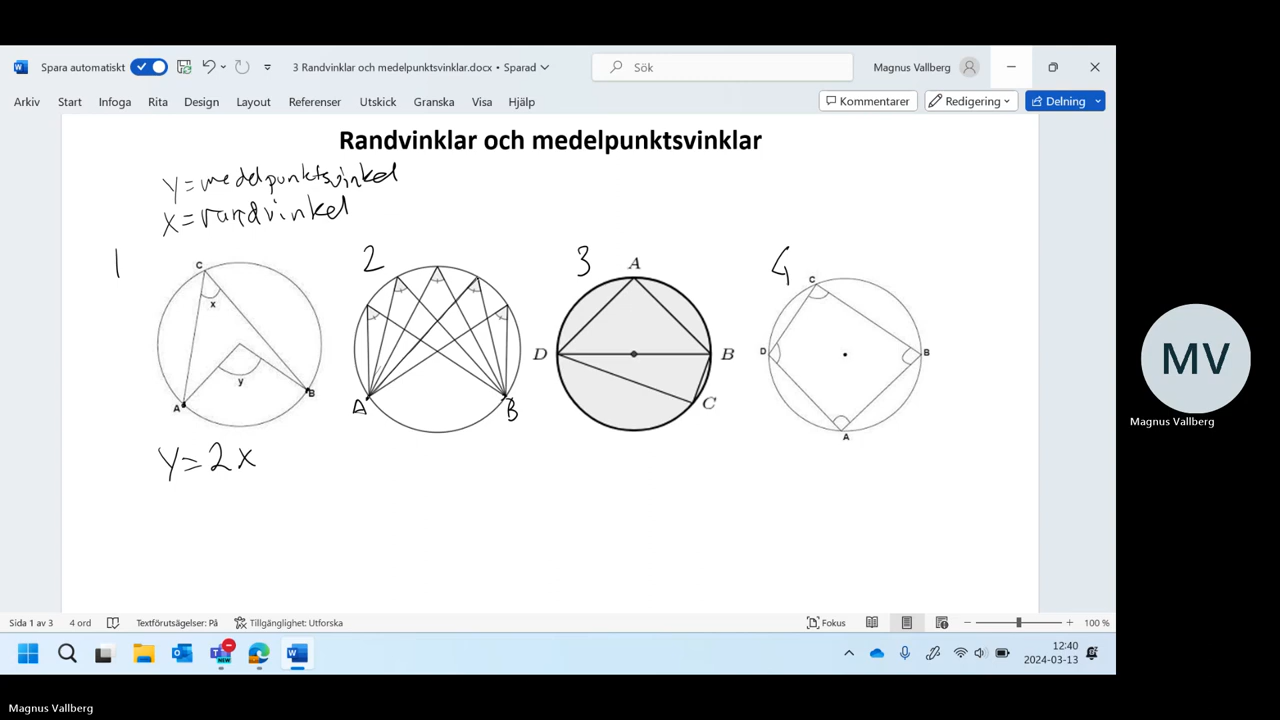 Spara automatiskt
3 Randvinklar och medelpunktsvinklar.docx • Sparad
Sök
Magnus Vallberg
Arkiv Start Infoga Rita Design Layout Referenser Utskick Granska Visa Hjälp
Kommentarer Redigering Delning
Randvinklar och medelpunktsvinklar
y = medelpunktsvinkel
x = randvinkel
1 2 3 4
C x y A B
A B
A D B C
C D B A
y = 2x
MV
Magnus Vallberg
Sida 1 av 3 4 ord Textförutsägelser: På Tillgänglighet: Utforska
Fokus 100 %
NEW
12:40
2024-03-13
Magnus Vallberg